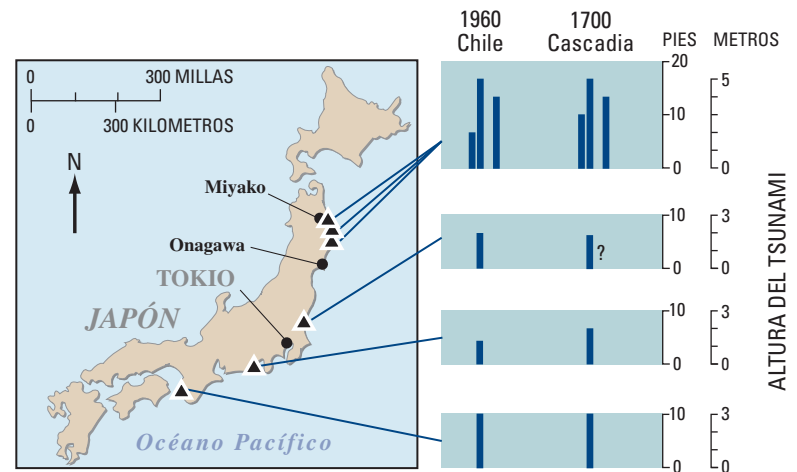 1960
Chile
1700
Cascadia
PIES METROS
0 300 MILLAS
0 300 KILOMETROS
N
Miyako
Onagawa
TOKIO
JAPÓN
Océano Pacífico
20
10
0
5
0
10
0
3
0
?
10
0
3
0
10
0
3
0
ALTURA DEL TSUNAMI